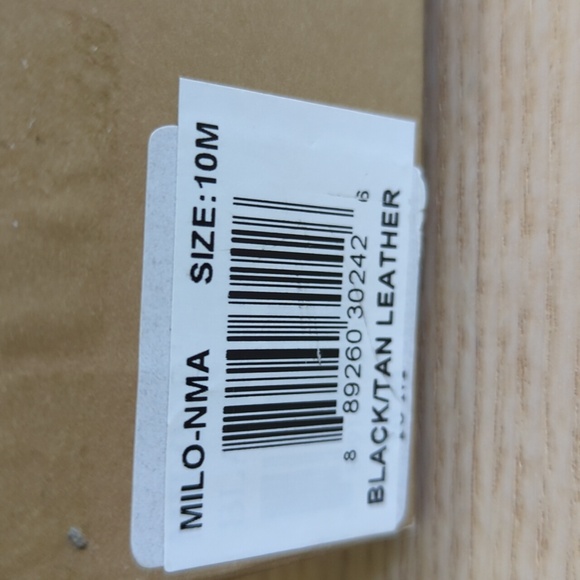 MILO-NMA SIZE:10M
8 89260 30242 6
BLACK/TAN LEATHER